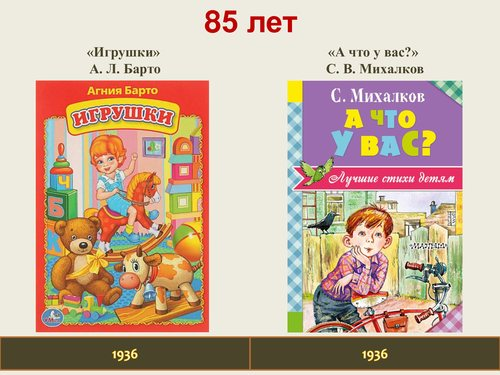 85 лет
«Игрушки»
А. Л. Барто
«А что у вас?»
С. В. Михалков
Агния Барто
ИГРУШКИ
С. Михалков
А ЧТО
У ВАС?
Лучшие стихи детям
1936
1936